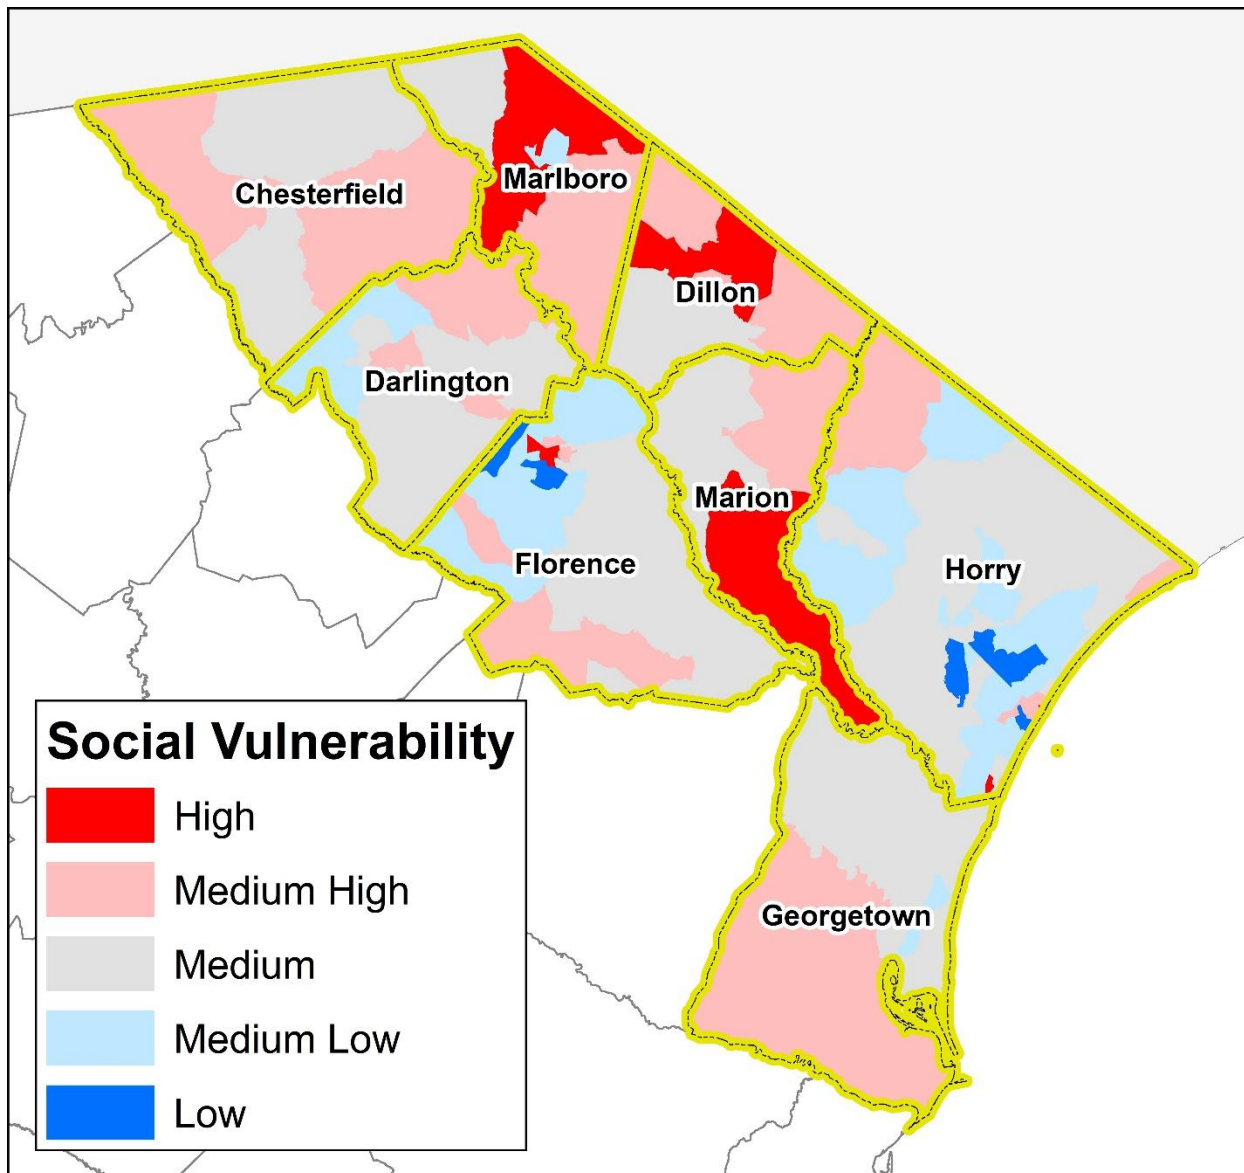 Chesterfield
Marlboro
Dillon
Darlington
Marion
Florence
Horry
Georgetown
Social Vulnerability
High
Medium High
Medium
Medium Low
Low